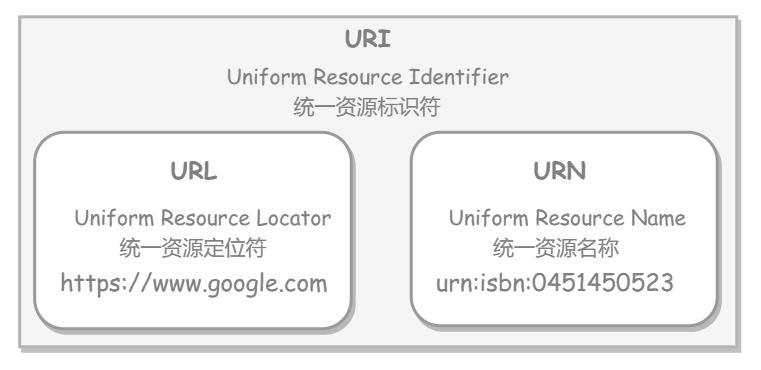 URI
Uniform Resource Identifier
统一资源标识符
URL
Uniform Resource Locator
统一资源定位符
https://www.google.com
URN
Uniform Resource Name
统一资源名称
urn:isbn:0451450523